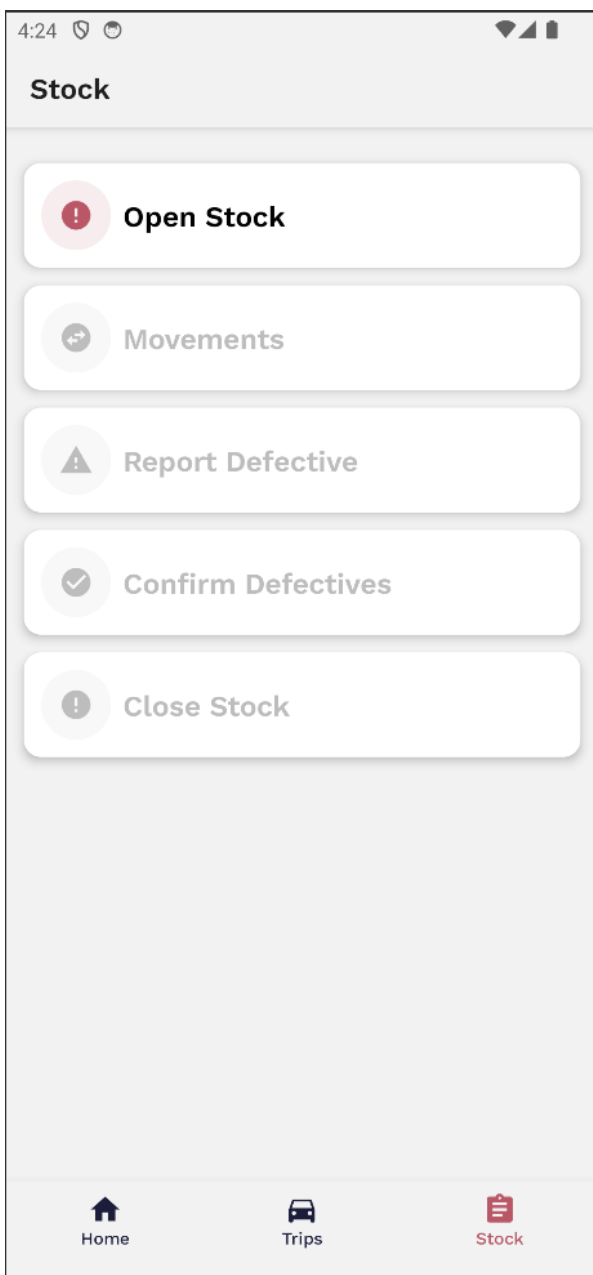 4:24
Stock
Open Stock
Movements
Report Defective
Confirm Defectives
Close Stock
Home
Trips
Stock